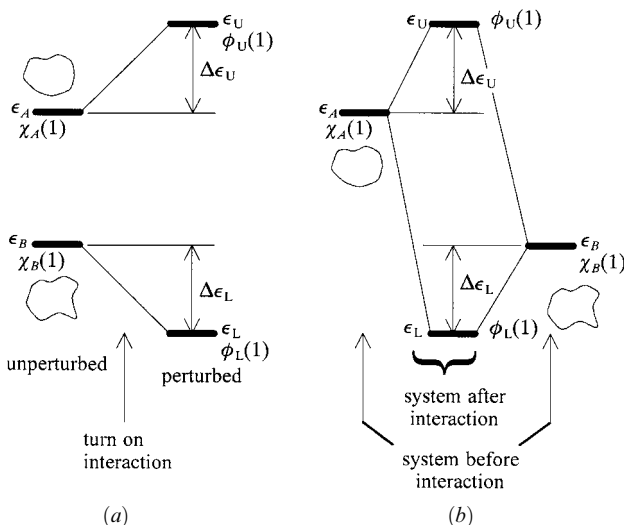 ϵ_U
ϕ_U(1)
Δϵ_U
ϵ_A
χ_A(1)
ϵ_B
χ_B(1)
Δϵ_L
ϵ_L
ϕ_L(1)
unperturbed
perturbed
turn on
interaction
(a)
ϵ_U
ϕ_U(1)
Δϵ_U
ϵ_A
χ_A(1)
ϵ_B
χ_B(1)
Δϵ_L
ϵ_L
ϕ_L(1)
system after
interaction
system before
interaction
(b)